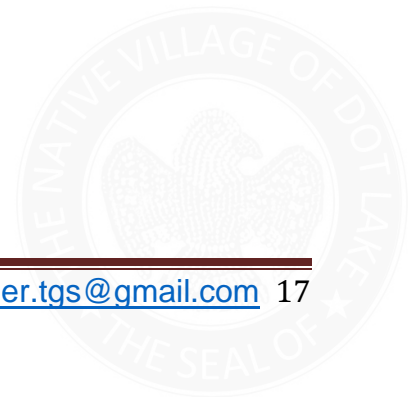 THE NATIVE VILLAGE OF DOT LAKE
er.tgs@gmail.com 17
THE SEAL OF